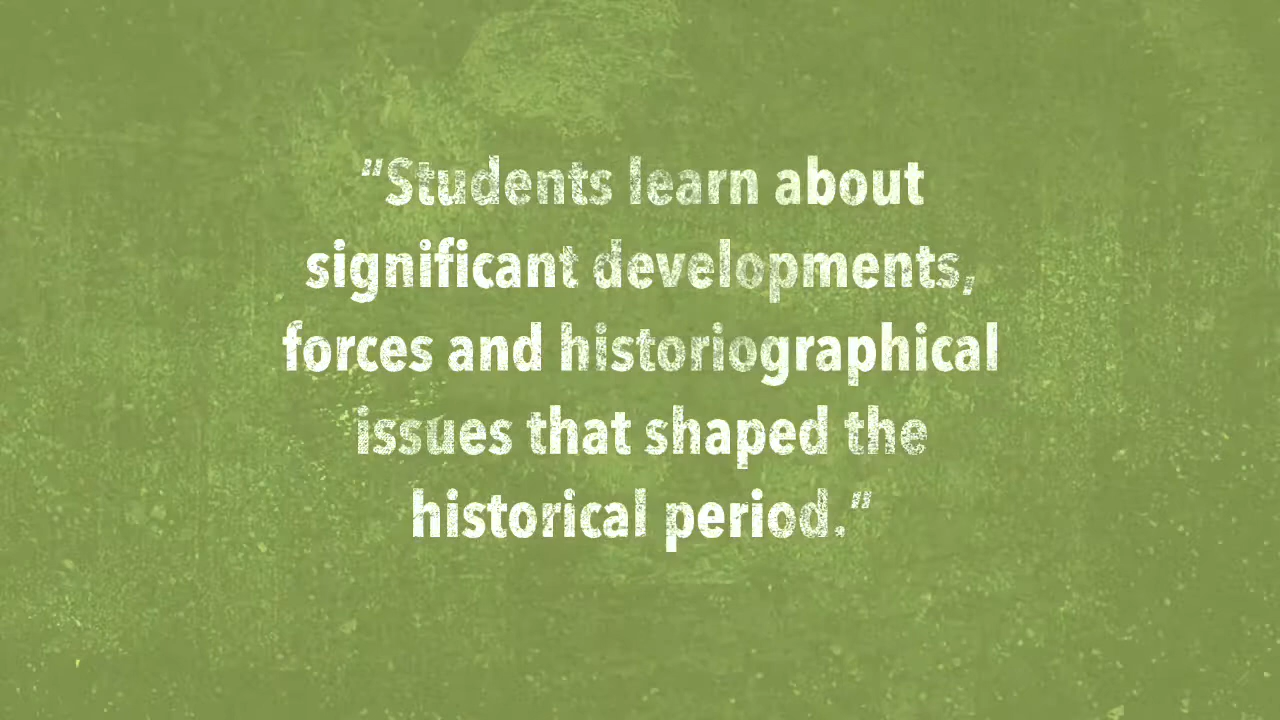 “Students learn about
significant developments,
forces and historiographical
issues that shaped the
historical period.”